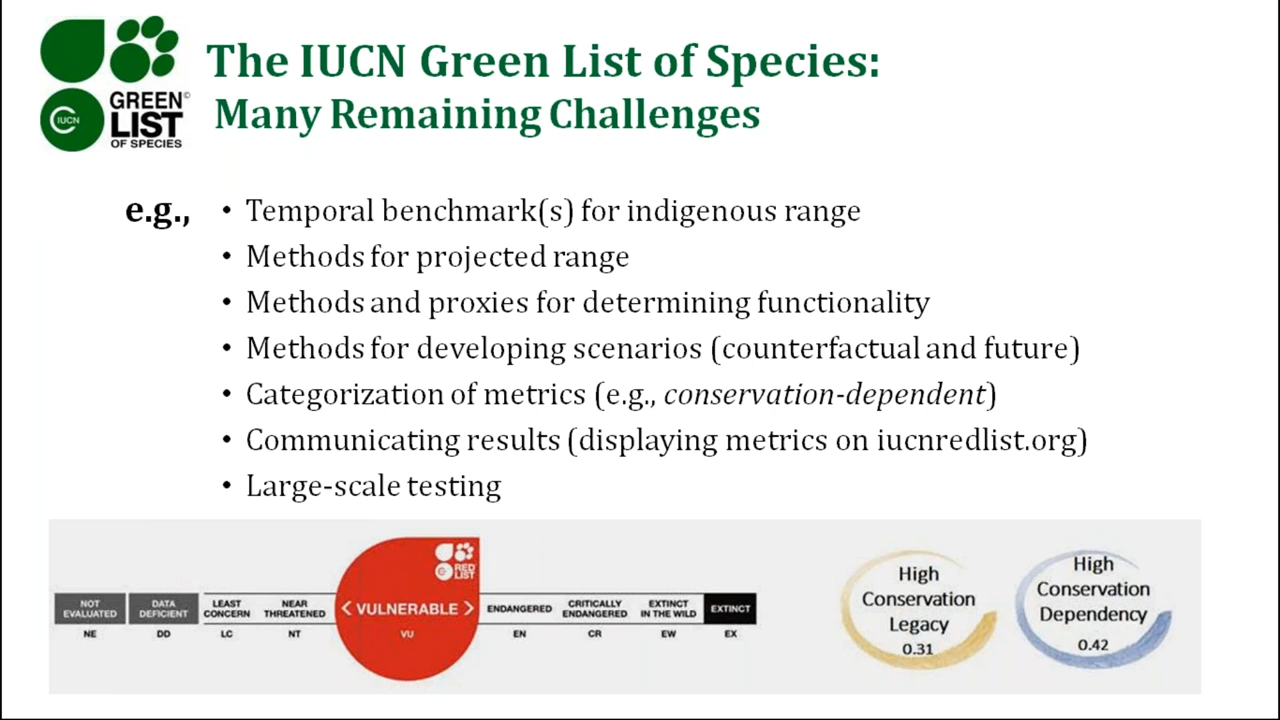 GREEN©
LIST
OF SPECIES
IUCN
The IUCN Green List of Species:
Many Remaining Challenges
e.g.,
• Temporal benchmark(s) for indigenous range
• Methods for projected range
• Methods and proxies for determining functionality
• Methods for developing scenarios (counterfactual and future)
• Categorization of metrics (e.g., conservation-dependent)
• Communicating results (displaying metrics on iucnredlist.org)
• Large-scale testing
RED
LIST
NOT
EVALUATED
NE
DATA
DEFICIENT
DD
LEAST
CONCERN
LC
NEAR
THREATENED
NT
< VULNERABLE >
VU
ENDANGERED
EN
CRITICALLY
ENDANGERED
CR
EXTINCT
IN THE WILD
EW
EXTINCT
EX
High
Conservation
Legacy
0.31
High
Conservation
Dependency
0.42